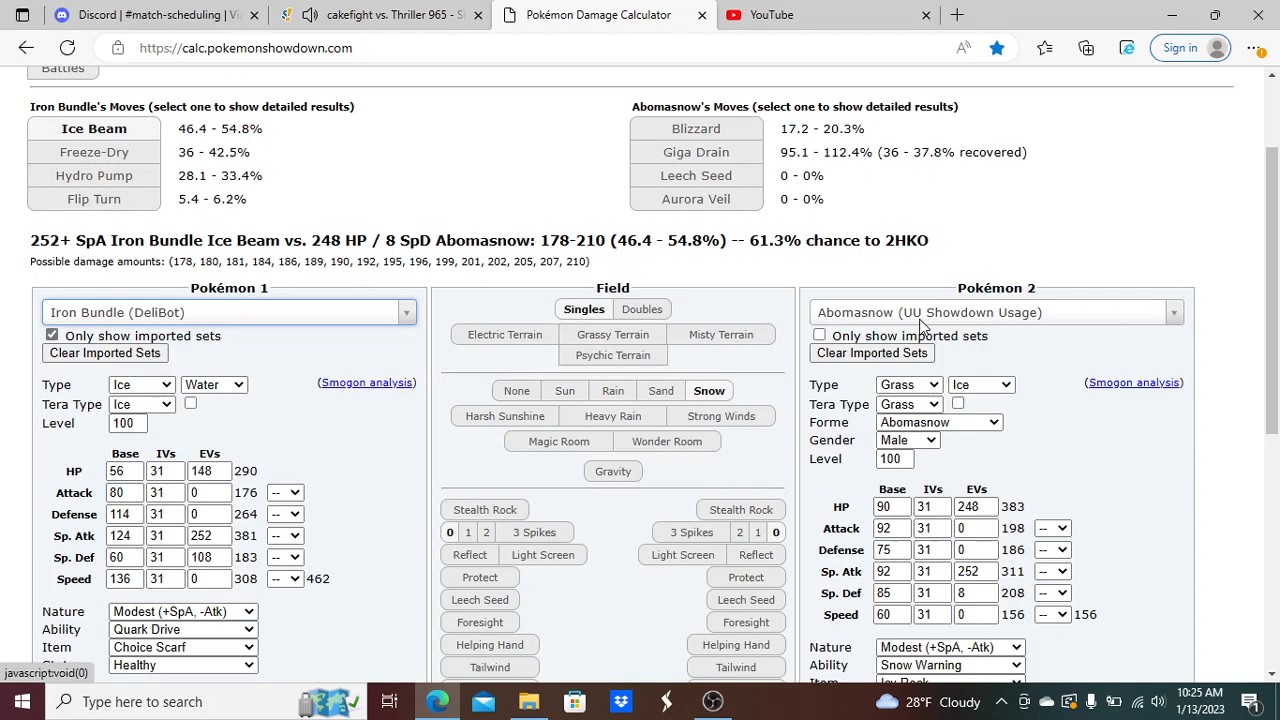 Discord | #match-scheduling | Vi
cakefight vs. Thriller 965 - S
Pokémon Damage Calculator
YouTube
https://calc.pokemonshowdown.com
Sign in
Battles
Iron Bundle's Moves (select one to show detailed results)
Abomasnow's Moves (select one to show detailed results)
Ice Beam 46.4 - 54.8%
Blizzard 17.2 - 20.3%
Freeze-Dry 36 - 42.5%
Giga Drain 95.1 - 112.4% (36 - 37.8% recovered)
Hydro Pump 28.1 - 33.4%
Leech Seed 0 - 0%
Flip Turn 5.4 - 6.2%
Aurora Veil 0 - 0%
252+ SpA Iron Bundle Ice Beam vs. 248 HP / 8 SpD Abomasnow: 178-210 (46.4 - 54.8%) -- 61.3% chance to 2HKO
Possible damage amounts: (178, 180, 181, 184, 186, 189, 190, 192, 195, 196, 199, 201, 202, 205, 207, 210)
Pokémon 1
Iron Bundle (DeliBot)
Only show imported sets
Clear Imported Sets
Type Ice Water (Smogon analysis)
Tera Type Ice
Level 100
Base IVs EVs
HP 56 31 148 290
Attack 80 31 0 176 --
Defense 114 31 0 264 --
Sp. Atk 124 31 252 381 --
Sp. Def 60 31 108 183 --
Speed 136 31 0 308 -- 462
Nature Modest (+SpA, -Atk)
Ability Quark Drive
Item Choice Scarf
Healthy
Field
Singles Doubles
Electric Terrain Grassy Terrain Misty Terrain
Psychic Terrain
None Sun Rain Sand Snow
Harsh Sunshine Heavy Rain Strong Winds
Magic Room Wonder Room
Gravity
Stealth Rock Stealth Rock
0 1 2 3 Spikes 3 Spikes 2 1 0
Reflect Light Screen Light Screen Reflect
Protect Protect
Leech Seed Leech Seed
Foresight Foresight
Helping Hand Helping Hand
Tailwind Tailwind
Pokémon 2
Abomasnow (UU Showdown Usage)
Only show imported sets
Clear Imported Sets
Type Grass Ice (Smogon analysis)
Tera Type Grass
Forme Abomasnow
Gender Male
Level 100
Base IVs EVs
HP 90 31 248 383
Attack 92 31 0 198 --
Defense 75 31 0 186 --
Sp. Atk 92 31 252 311 --
Sp. Def 85 31 8 208 --
Speed 60 31 0 156 -- 156
Nature Modest (+SpA, -Atk)
Ability Snow Warning
javascript:void(0)
Type here to search
28°F Cloudy
10:25 AM
1/13/2023